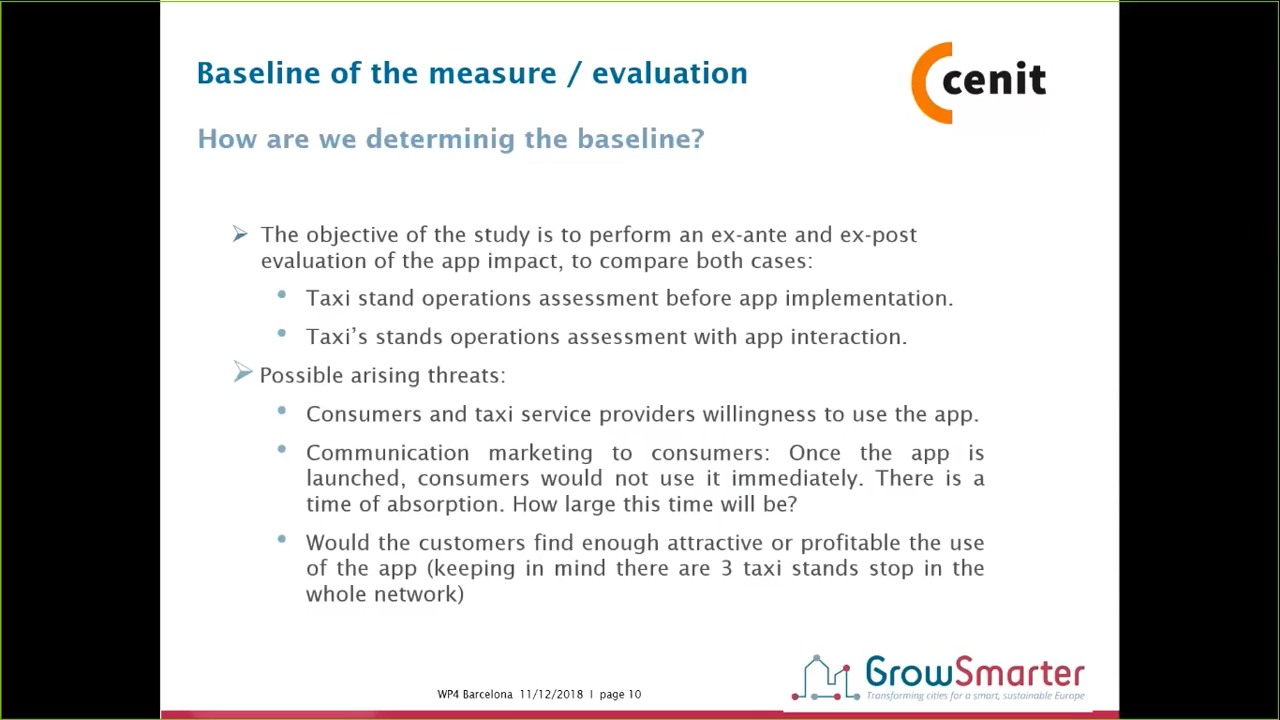 Baseline of the measure / evaluation
cenit
How are we determinig the baseline?
The objective of the study is to perform an ex-ante and ex-post
evaluation of the app impact, to compare both cases:
Taxi stand operations assessment before app implementation.
Taxi's stands operations assessment with app interaction.
Possible arising threats:
Consumers and taxi service providers willingness to use the app.
Communication marketing to consumers: Once the app is
launched, consumers would not use it immediately. There is a
time of absorption. How large this time will be?
Would the customers find enough attractive or profitable the use
of the app (keeping in mind there are 3 taxi stands stop in the
whole network)
GrowSmarter
Transforming cities for a smart, sustainable Europe
WP4 Barcelona 11/12/2018 | page 10